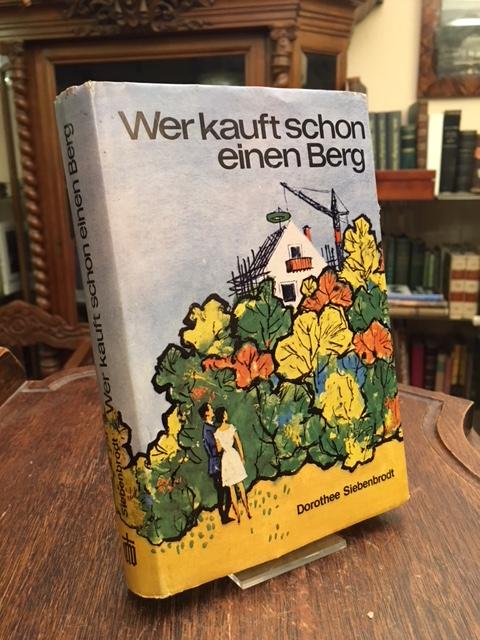 Wer kauft schon
einen Berg
Dorothee Siebenbrodt
Siebenbrodt Wer kauft schon einen Berg